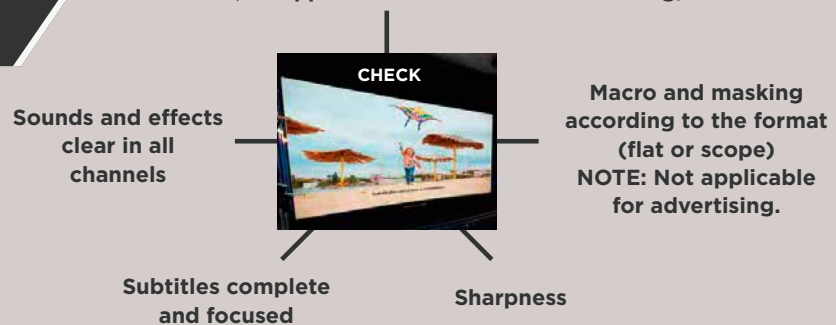 CHECK
Sounds and effects
clear in all
channels
Macro and masking
according to the format
(flat or scope)
NOTE: Not applicable
for advertising.
Subtitles complete
and focused
Sharpness